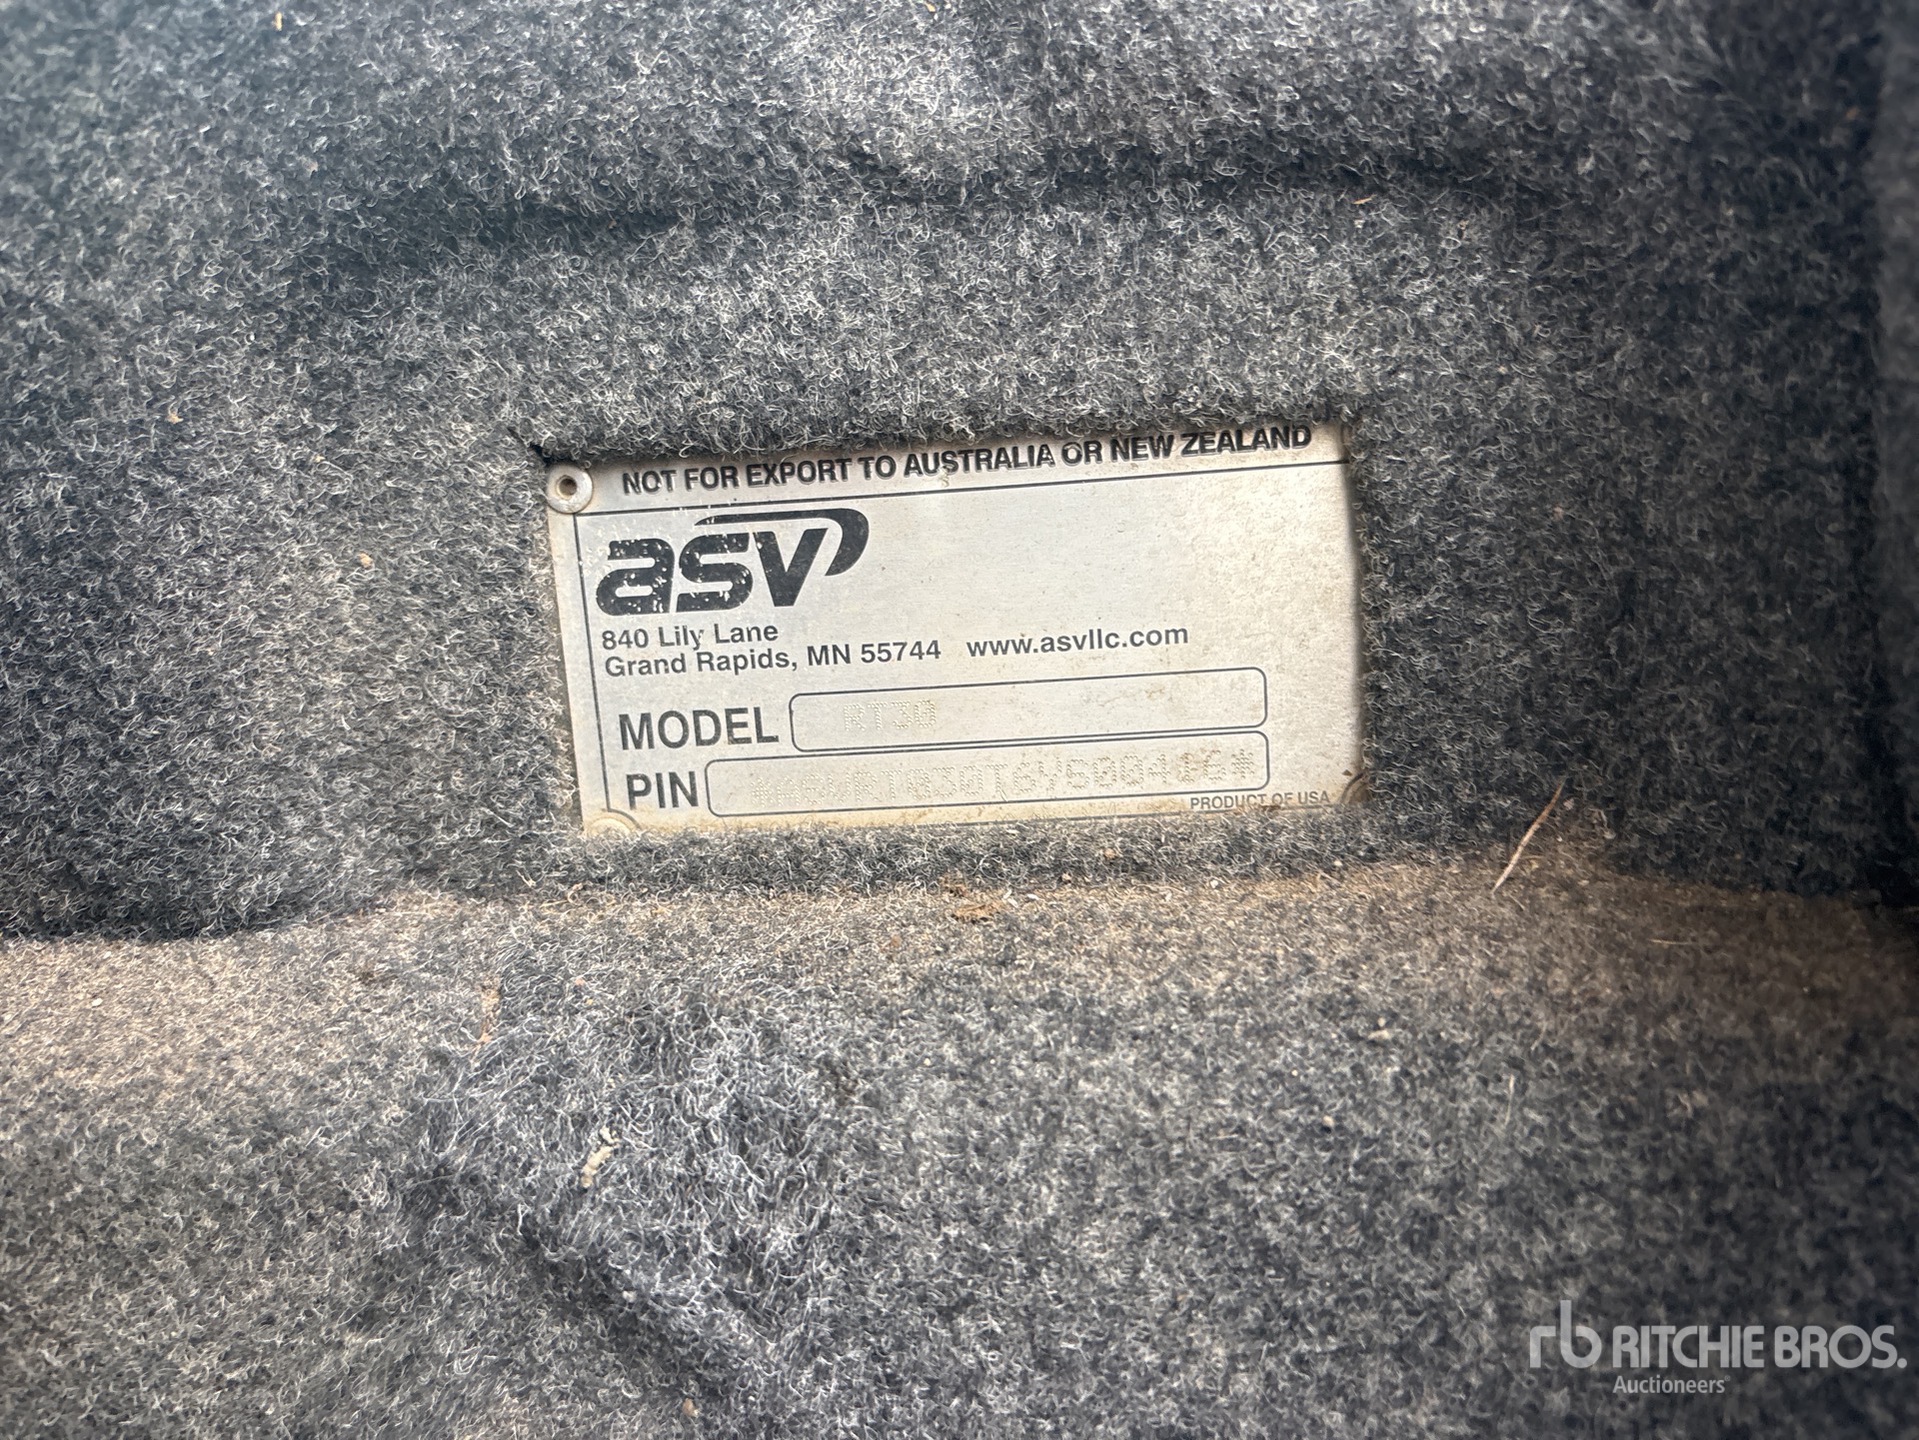 NOT FOR EXPORT TO AUSTRALIA OR NEW ZEALAND
asv
840 Lily Lane
Grand Rapids, MN 55744 www.asvllc.com
MODEL RT30
PIN
PRODUCT OF USA
rb RITCHIE BROS.
Auctioneers